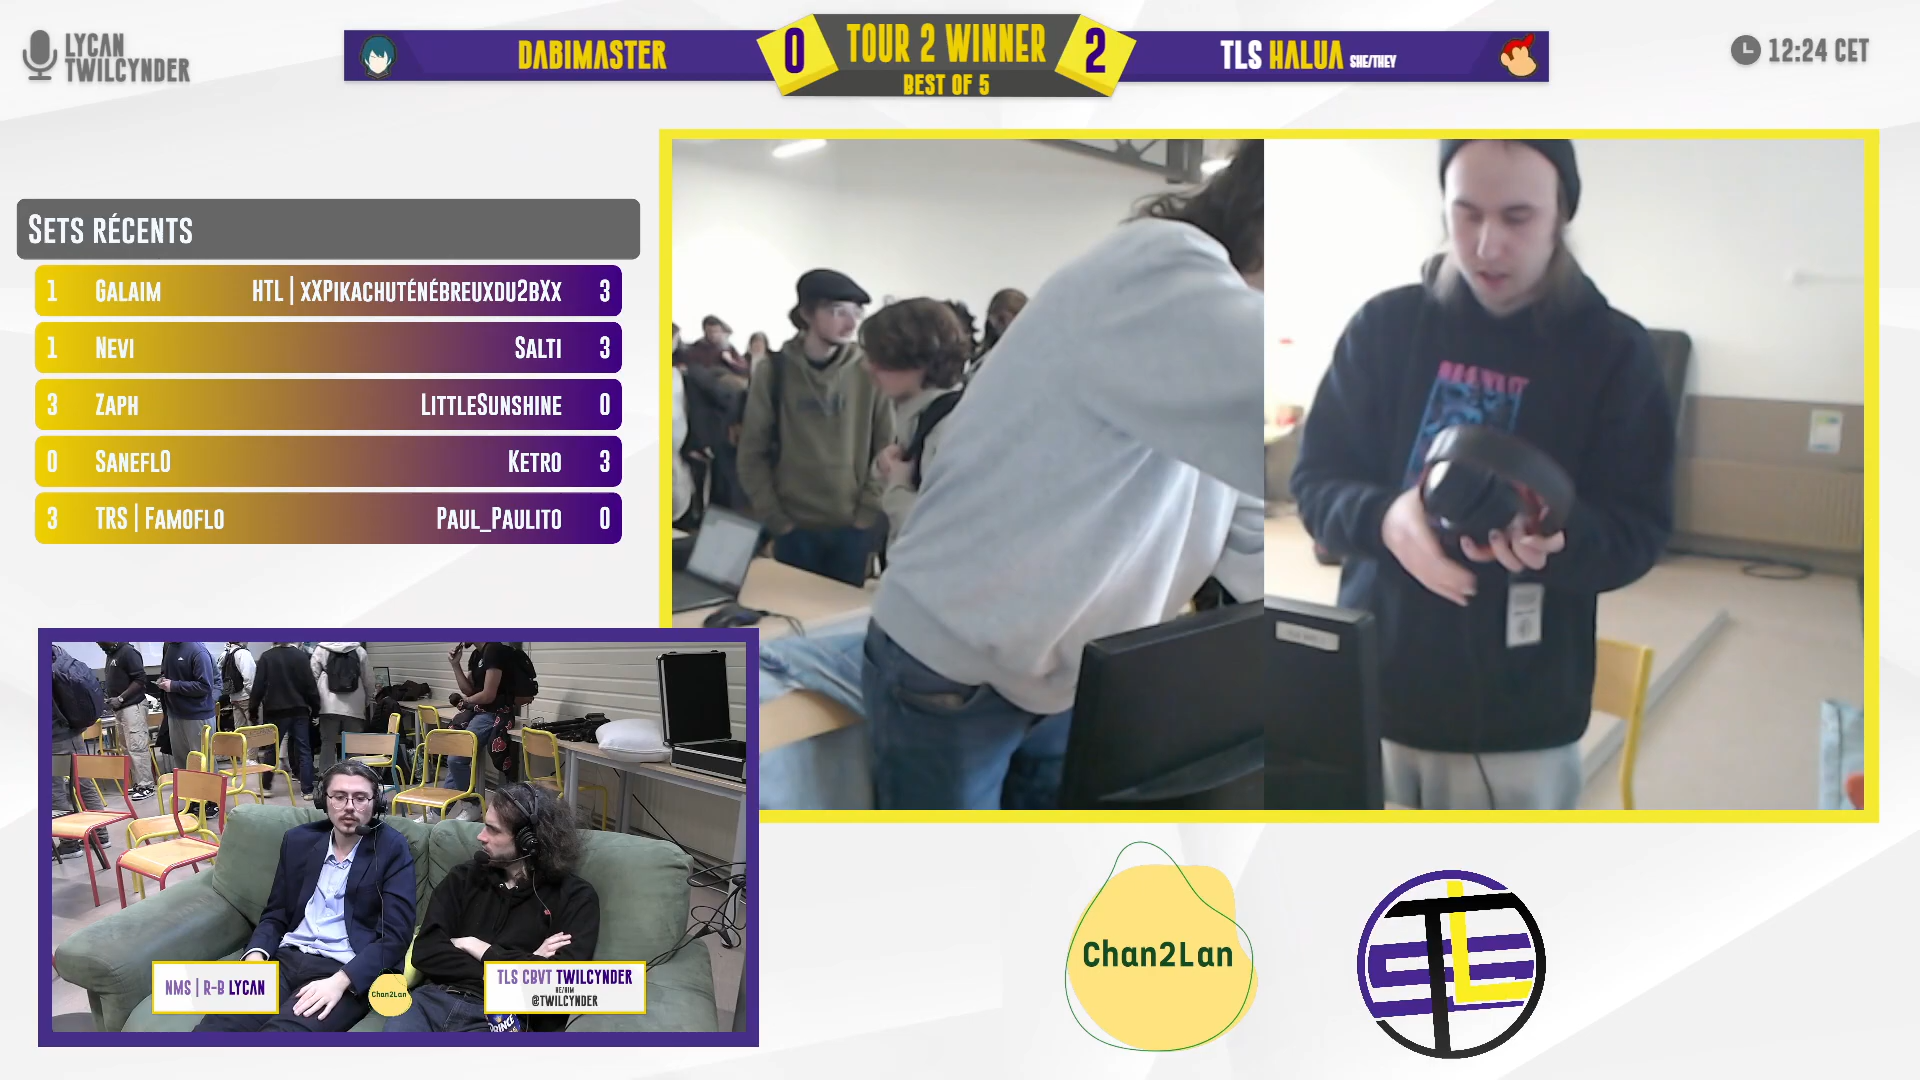 LYCAN
TWILCYNDER
DABIMASTER
0
TOUR 2 WINNER
BEST OF 5
2
TLS HALUA SHE/THEY
12:24 CET
SETS RÉCENTS
1 GALAIM HTL | XXPIKACHUTÉNÉBREUXDU2BXX 3
1 NEVI SALTI 3
3 ZAPH LITTLESUNSHINE 0
0 SANEFLO KETRO 3
3 TRS | FAMOFLO PAUL_PAULITO 0
NMS | R-B LYCAN
Chan2Lan
TLS CBVT TWILCYNDER
HE/HIM
@TWILCYNDER
Chan2Lan